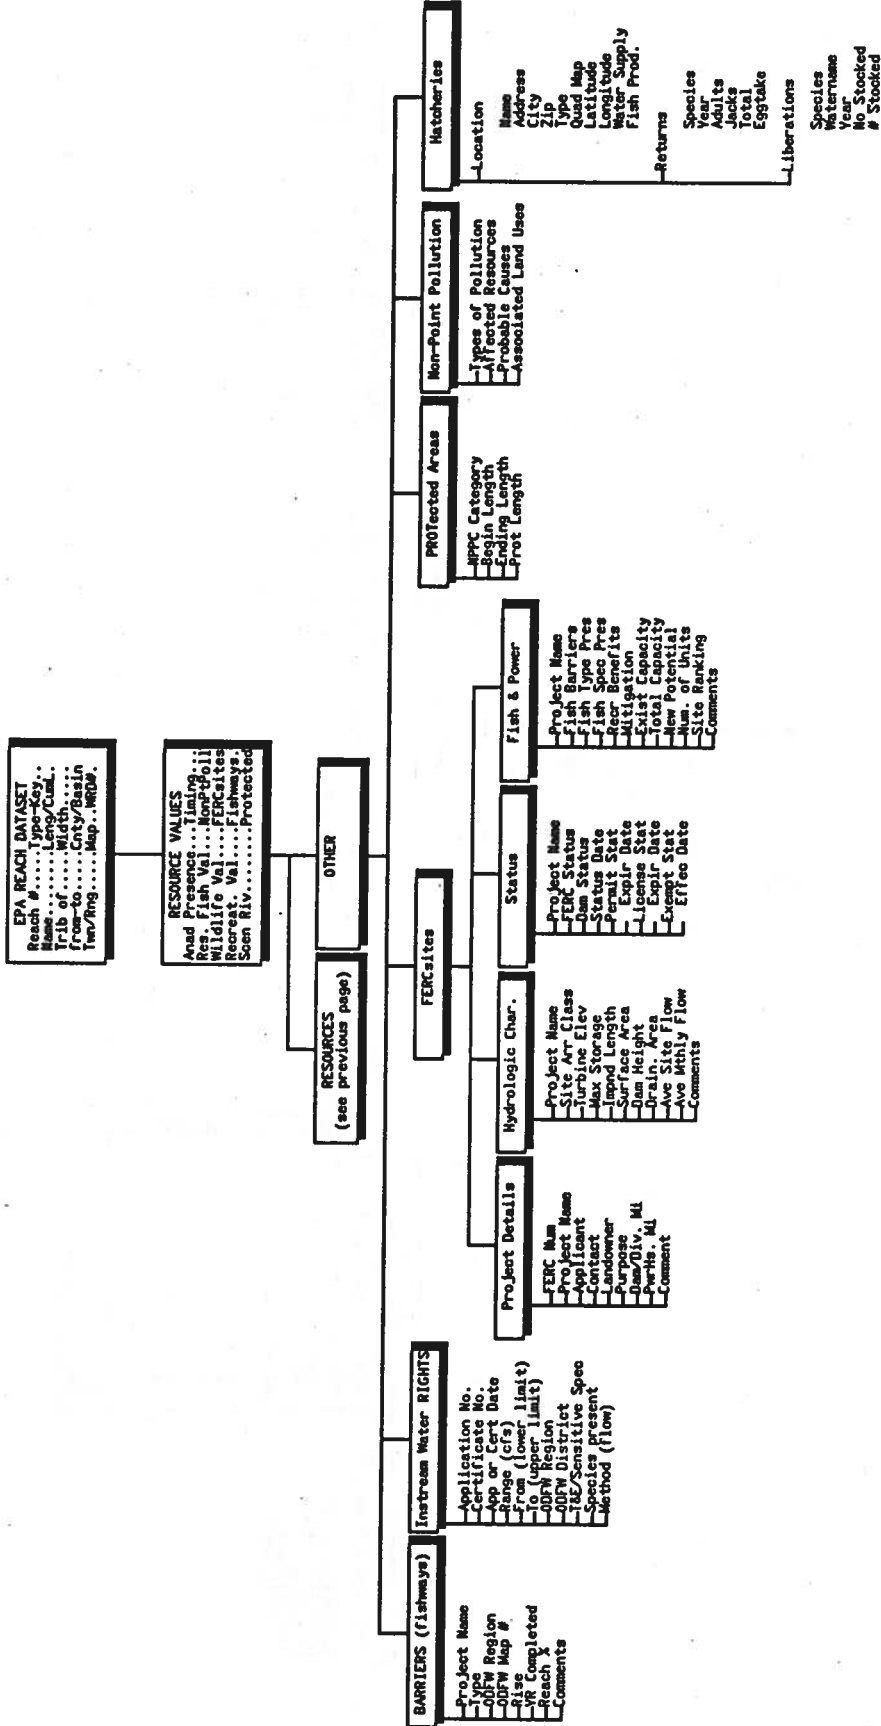 EPA REACH DATASET
Reach #.....Type-Key..
Name........Leng/CumL.
Trib of.....Width.....
from-to.....Cnty/Basin
Twn/Rng.....Map..WRD#.
RESOURCE VALUES
Anad Presence...Timing...
Res. Fish Val...NonPtPoll
Wildlife Val....FERCsites
Recreat. Val....Fishways.
Scen Riv........Protected
RESOURCES
(see previous page)
OTHER
BARRIERS (fishways)
Project Name
Type
ODFW Region
ODFW Map #
Rise
YR Completed
Reach X
Comments
Instream Water RIGHTS
Application No.
Certificate No.
App or Cert Date
Range (cfs)
From (lower limit)
To (upper limit)
ODFW Region
ODFW District
T&E/Sensitive Spec
Species present
Method (flow)
FERCsites
Project Details
FERC Num
Project Name
Applicant
Contact
Landowner
Purpose
Dam/Div. Mi
PwrHs. Mi
Comment
Hydrologic Char.
Project Name
Site Arr Class
Turbine Elev
Max Storage
Impnd Length
Surface Area
Dam Height
Drain. Area
Ave Site Flow
Ave Mthly Flow
Comments
Status
Project Name
FERC Status
Dam Status
Status Date
Permit Stat
Expir Date
License Stat
Expir Date
Exempt Stat
Effec Date
Fish & Power
Project Name
Fish Barriers
Fish Type Pres
Fish Spec Pres
Recr Benefits
Mitigation
Exist Capacity
Total Capacity
New Potential
Num. of Units
Site Ranking
Comments
PROTected Areas
NPPC Category
Begin Length
Ending Length
Prot Length
Non-Point Pollution
Types of Pollution
Affected Resources
Probable Causes
Associated Land Uses
Hatcheries
Location
Name
Address
City
Zip
Type
Quad Map
Latitude
Longitude
Water Supply
Fish Prod.
Returns
Species
Year
Adults
Jacks
Total
Eggtake
Liberations
Species
Watername
Year
No Stocked
# Stocked